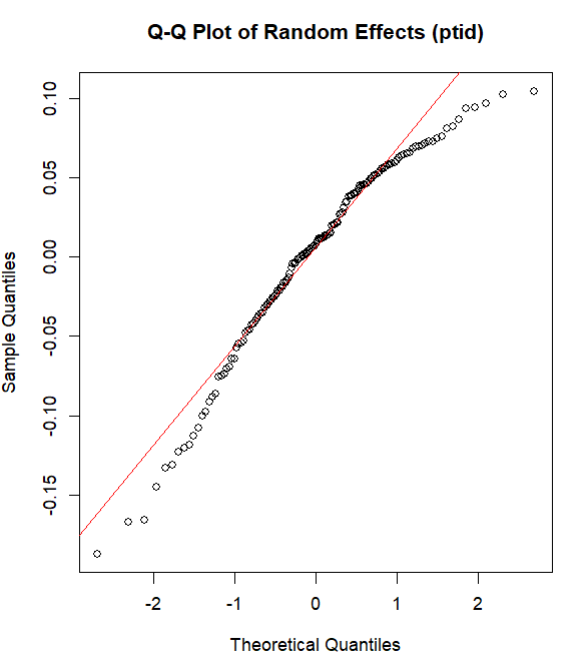 Q-Q Plot of Random Effects (ptid)
0.10
0.05
0.00
-0.05
-0.10
-0.15
Sample Quantiles
-2 -1 0 1 2
Theoretical Quantiles